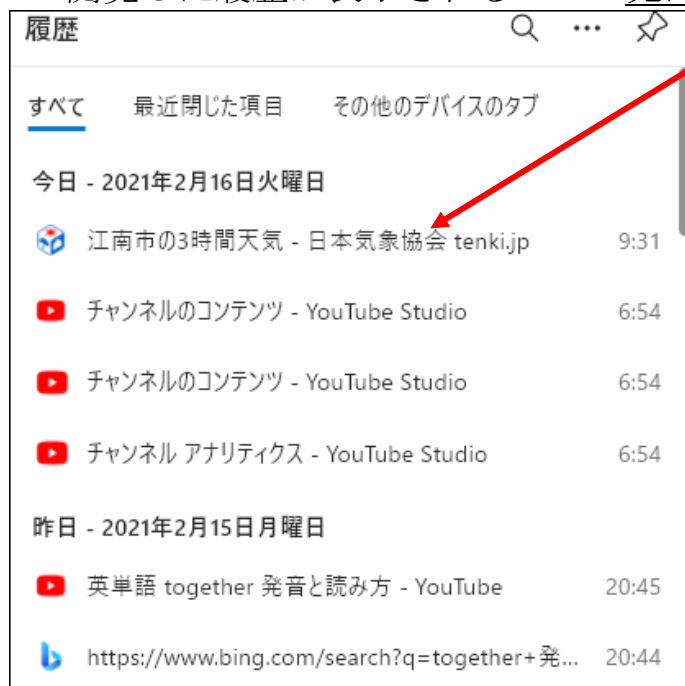 履歴
すべて 最近閉じた項目 その他のデバイスのタブ
今日 - 2021年2月16日火曜日
江南市の3時間天気 - 日本気象協会 tenki.jp 9:31
チャンネルのコンテンツ - YouTube Studio 6:54
チャンネルのコンテンツ - YouTube Studio 6:54
チャンネル アナリティクス - YouTube Studio 6:54
昨日 - 2021年2月15日月曜日
英単語 together 発音と読み方 - YouTube 20:45
https://www.bing.com/search?q=together+発... 20:44